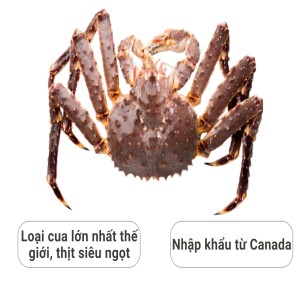 Loại cua lớn nhất thế
giới, thịt siêu ngọt
Nhập khẩu từ Canada